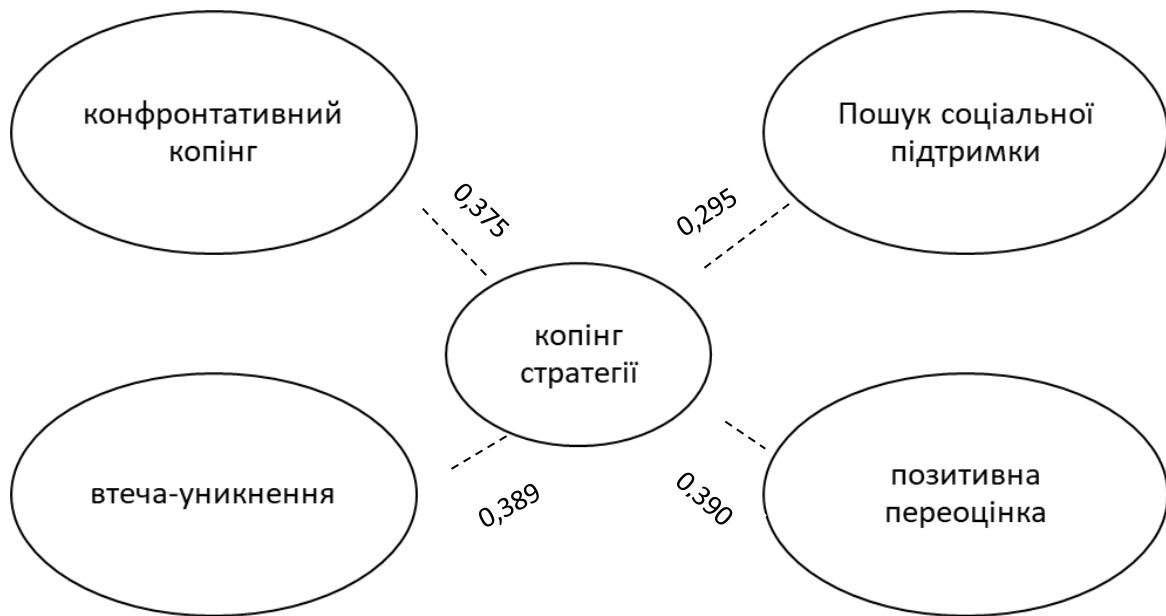 конфронтативний
копінг
Пошук соціальної
підтримки
0,375
0,295
копінг
стратегії
втеча-уникнення
0,389
0,390
позитивна
переоцінка